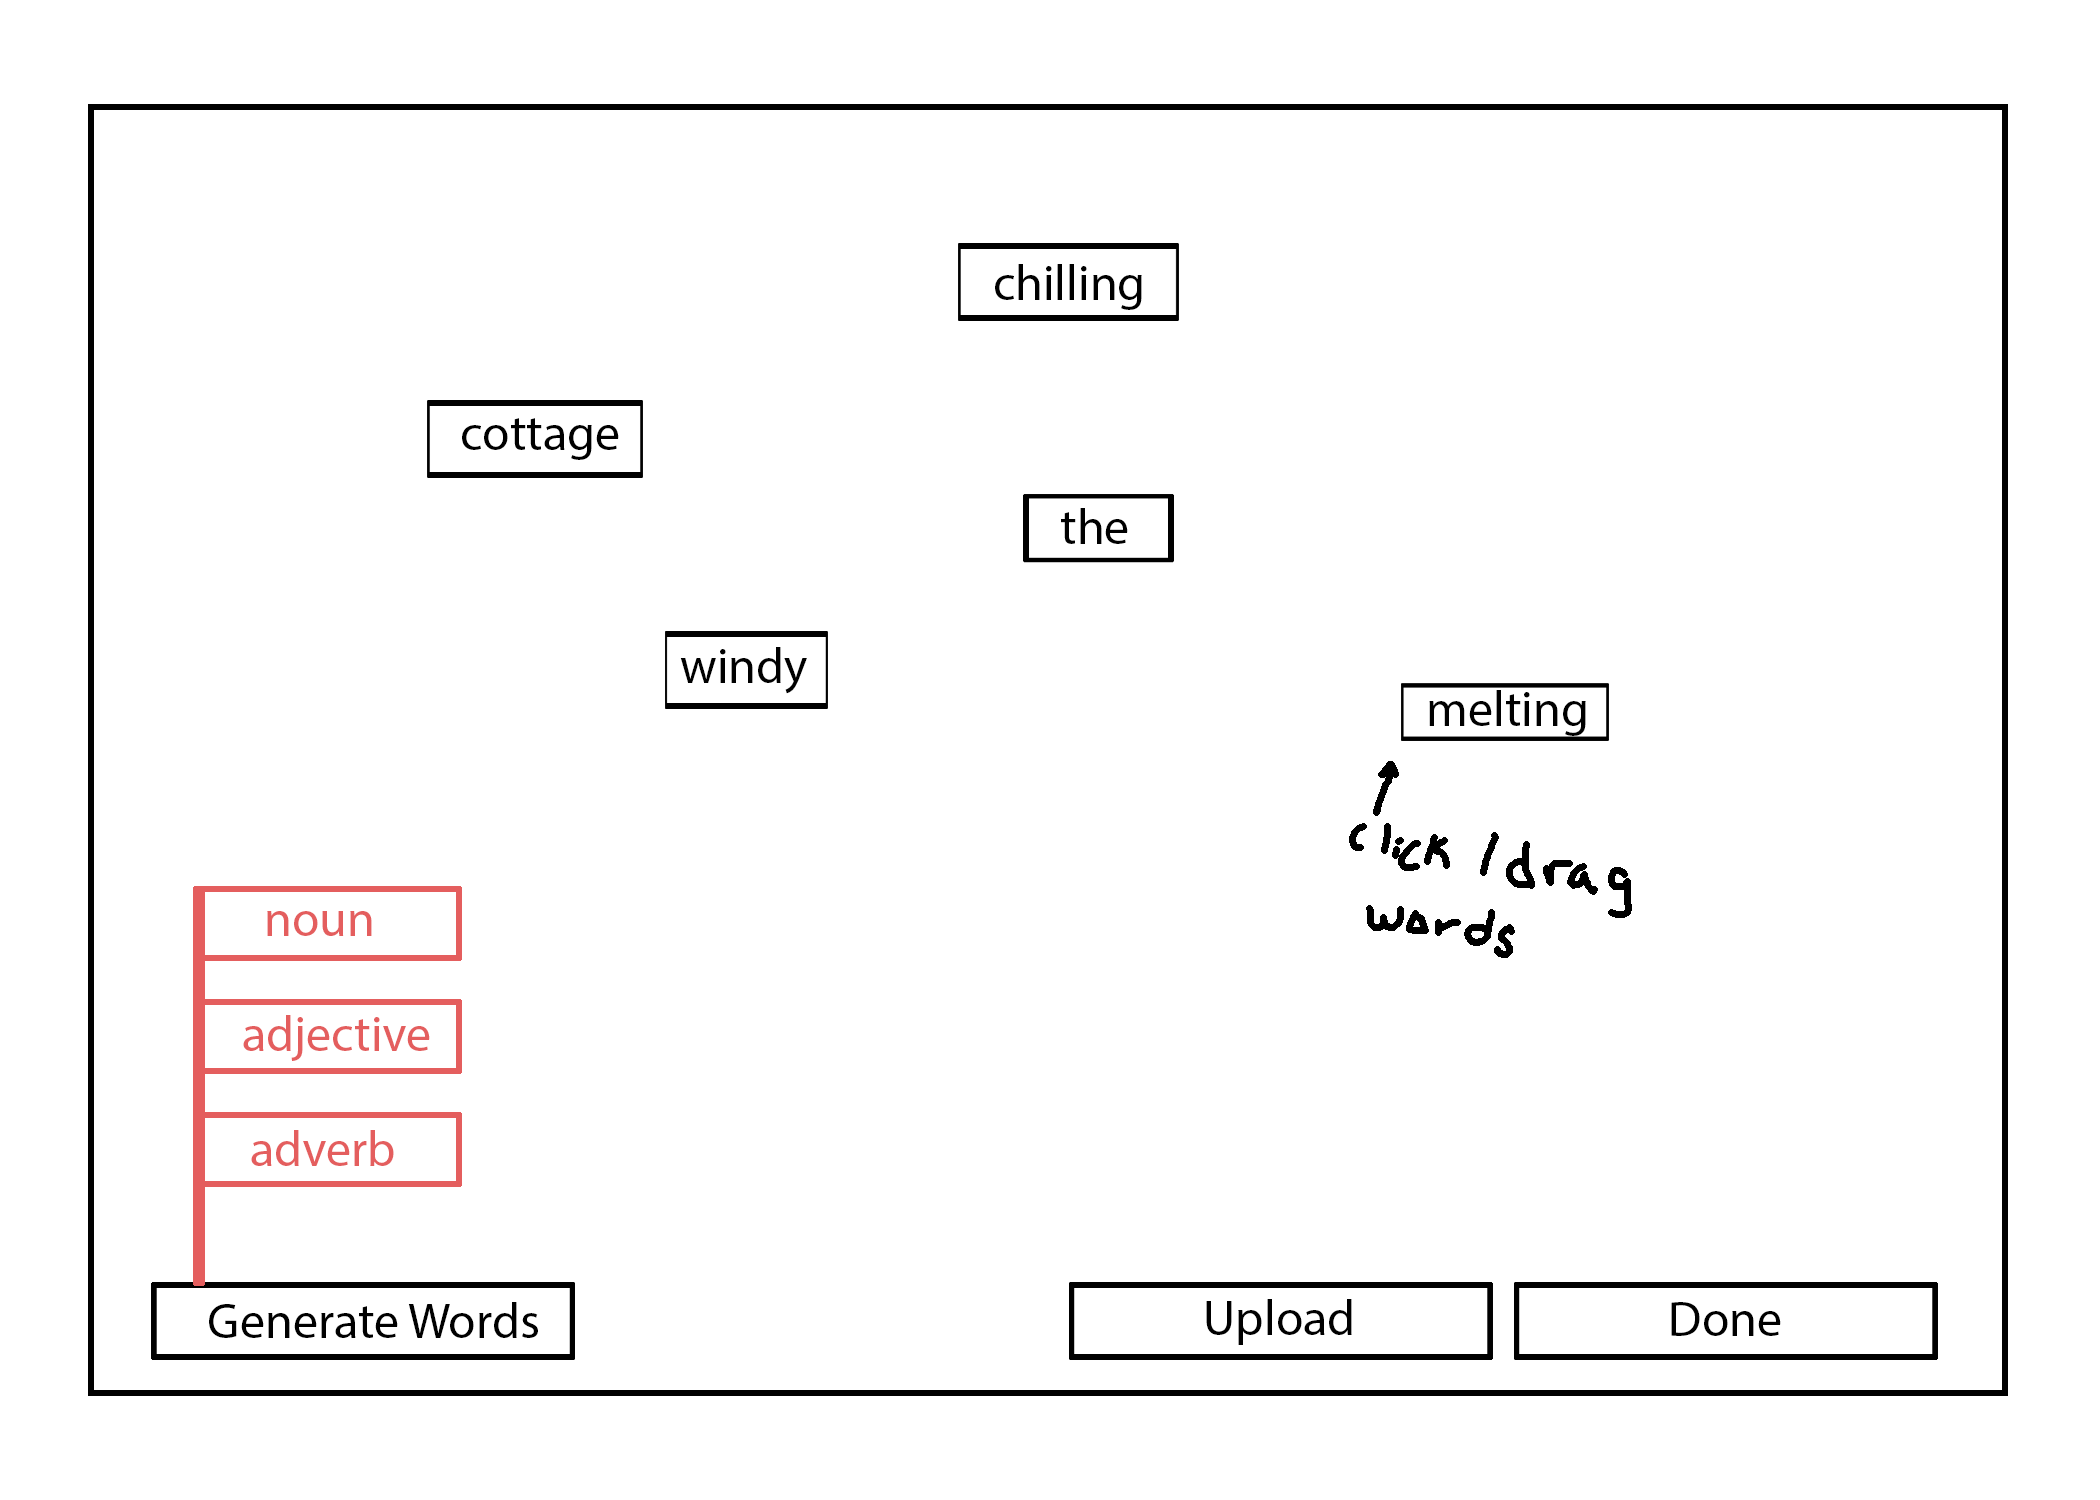 chilling
cottage
the
windy
melting
click/drag
words
noun
adjective
adverb
Generate Words
Upload
Done